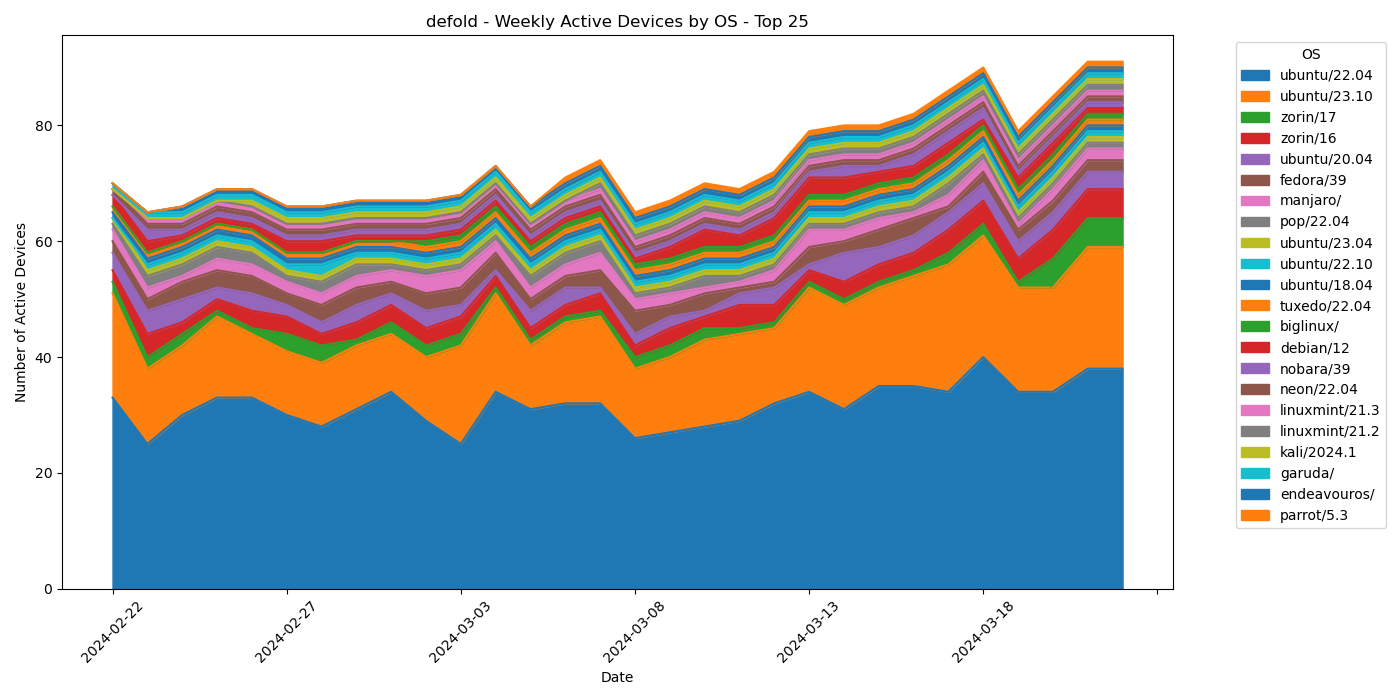 defold - Weekly Active Devices by OS - Top 25
Number of Active Devices
80
60
40
20
0
2024-02-22
2024-02-27
2024-03-03
2024-03-08
2024-03-13
2024-03-18
Date
OS
ubuntu/22.04
ubuntu/23.10
zorin/17
zorin/16
ubuntu/20.04
fedora/39
manjaro/
pop/22.04
ubuntu/23.04
ubuntu/22.10
ubuntu/18.04
tuxedo/22.04
biglinux/
debian/12
nobara/39
neon/22.04
linuxmint/21.3
linuxmint/21.2
kali/2024.1
garuda/
endeavouros/
parrot/5.3